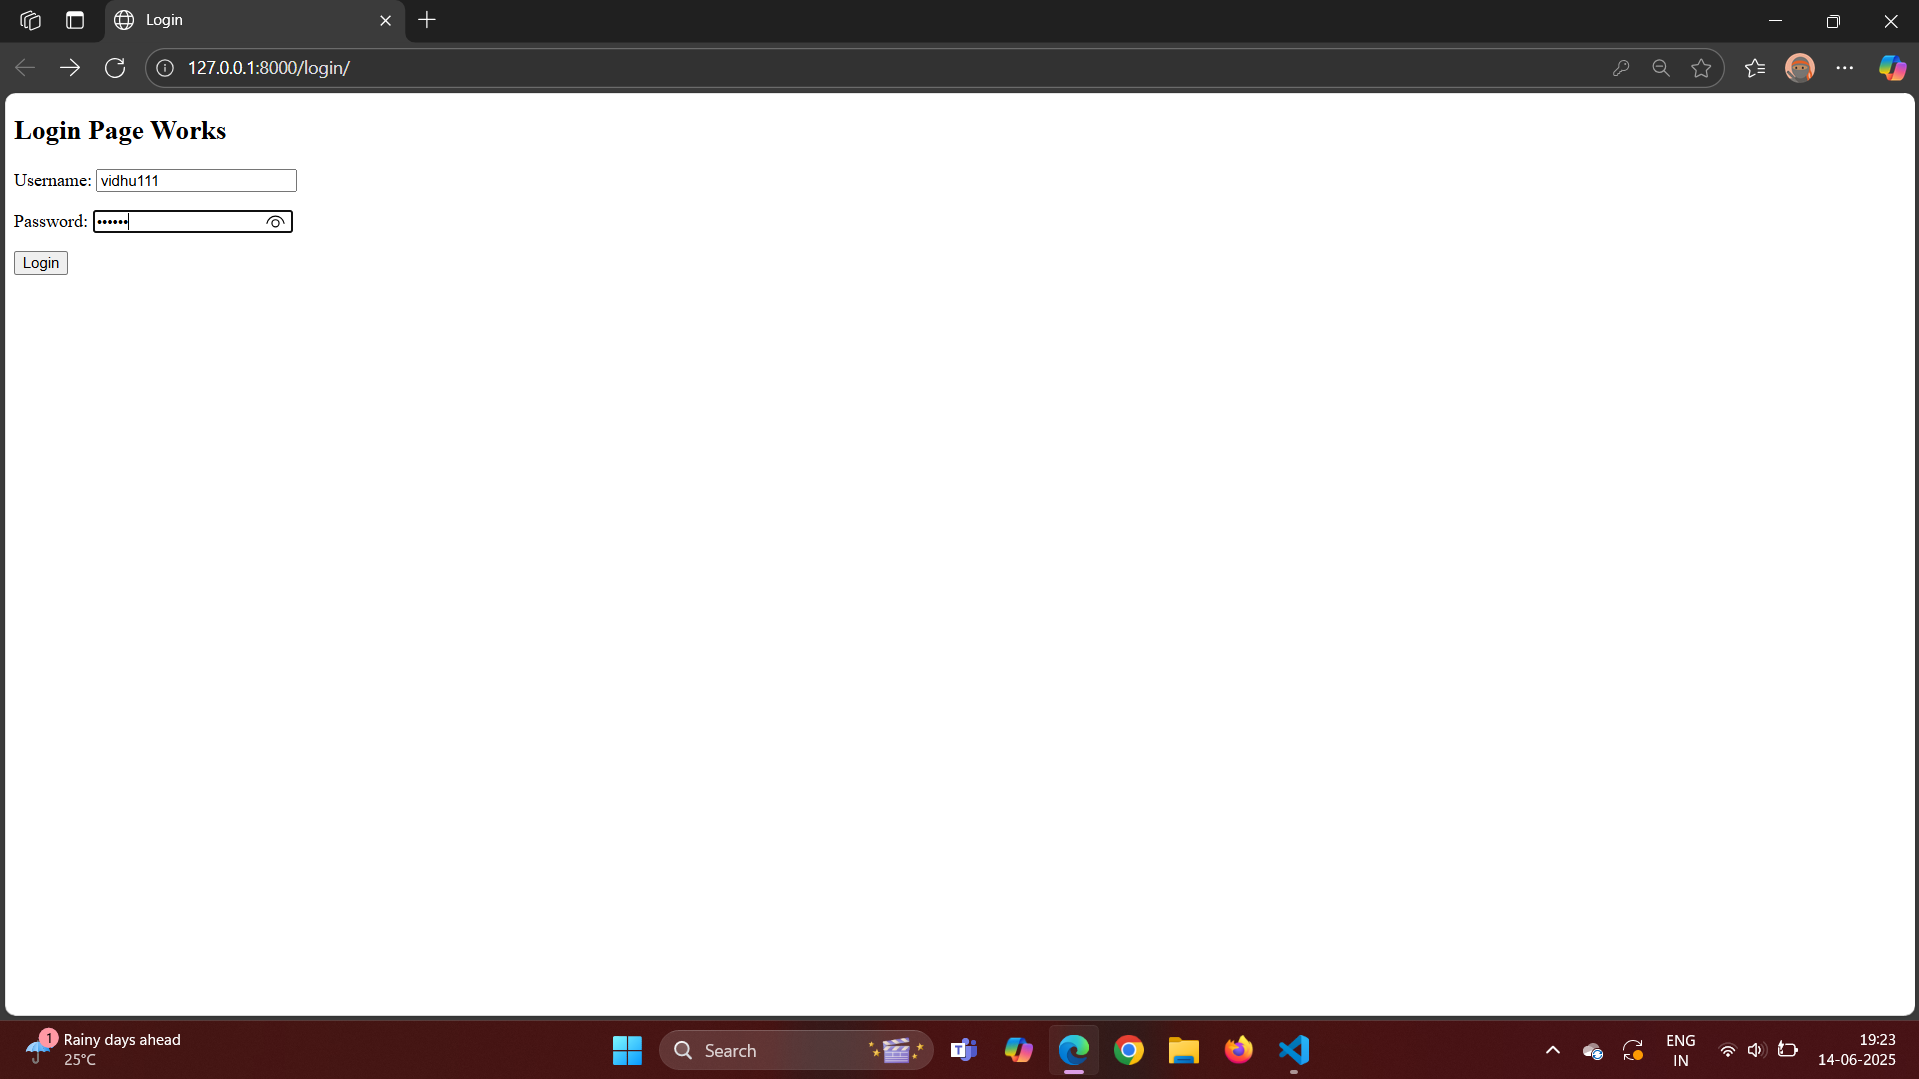 Login
127.0.0.1:8000/login/
Login Page Works
Username: vidhu111
Password: ••••••
Login
1
Rainy days ahead
25°C
Search
T
ENG
IN
19:23
14-06-2025